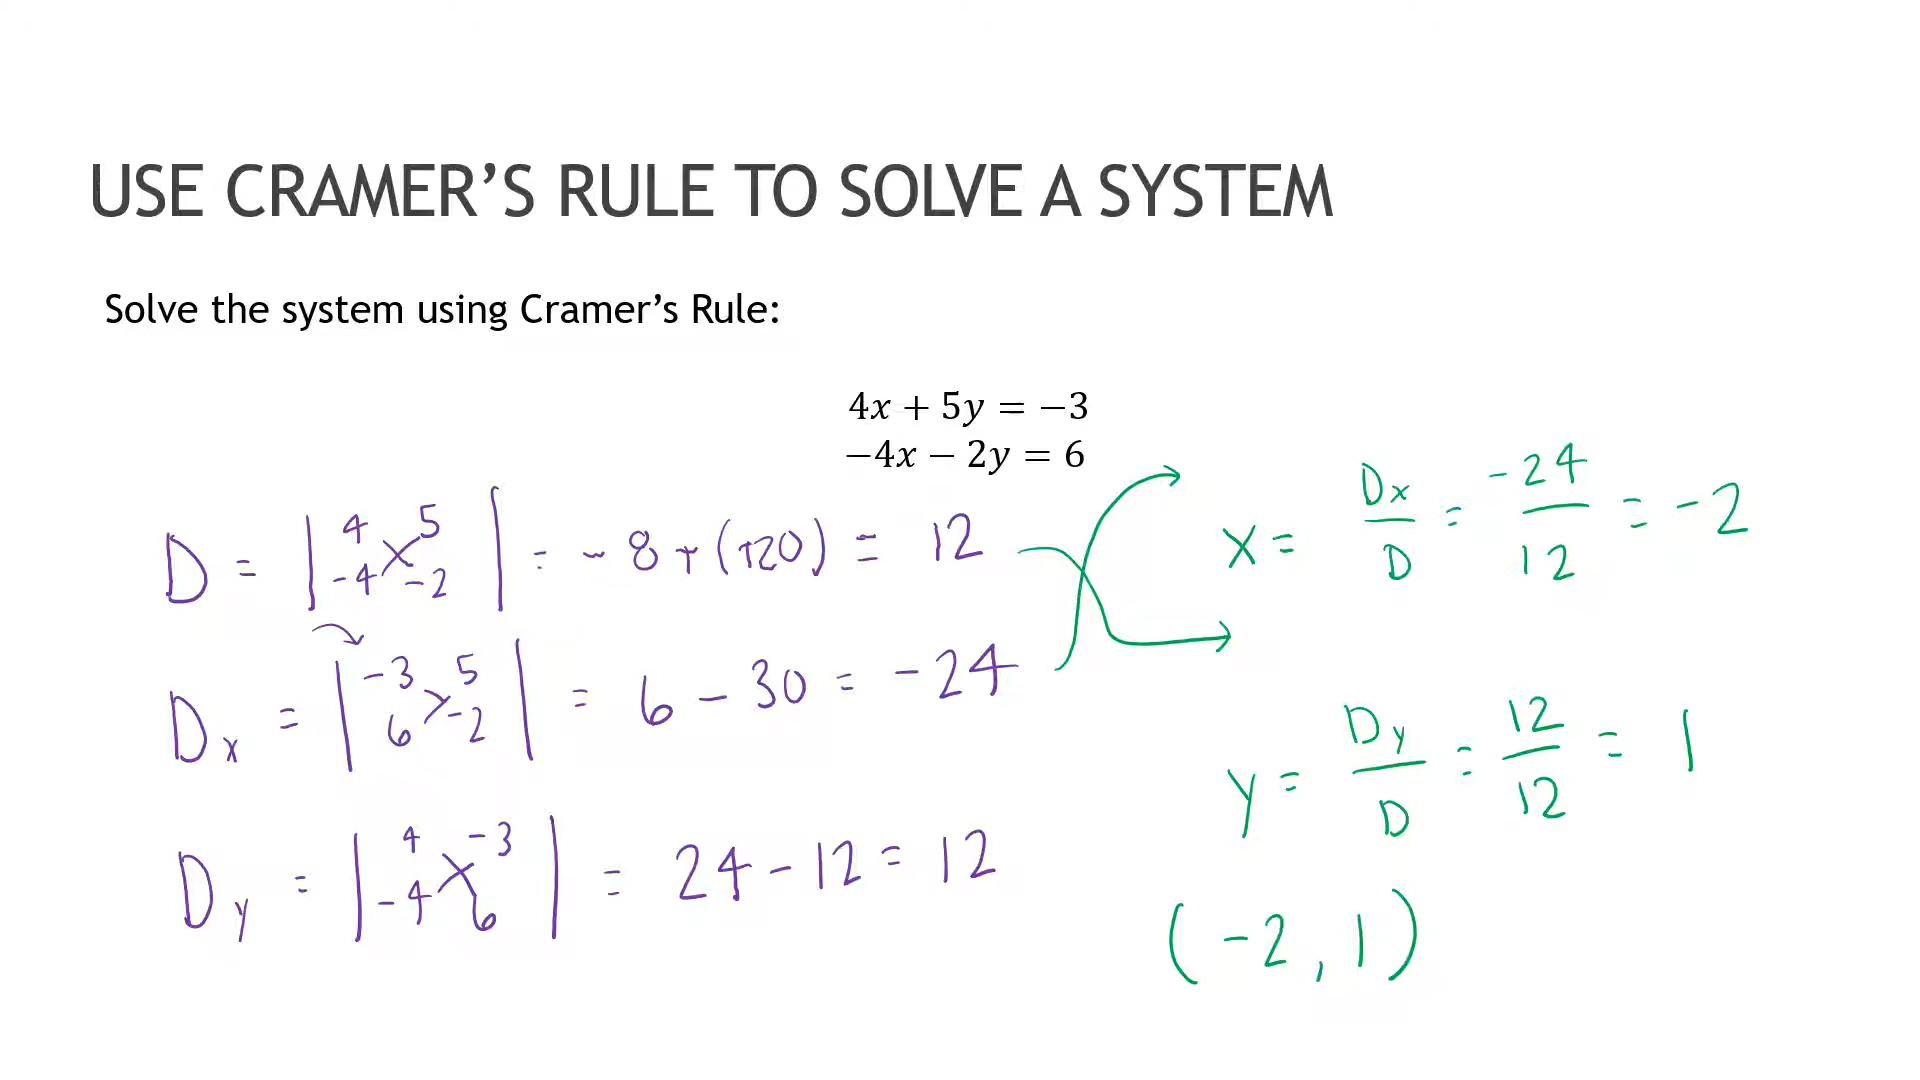 USE CRAMER’S RULE TO SOLVE A SYSTEM
Solve the system using Cramer’s Rule:
4x + 5y = −3
−4x − 2y = 6
D = | 4 5 | = - 8 + (+20) = 12
-4 -2
Dx = | -3 5 | = 6 - 30 = -24
6 -2
Dy = | 4 -3 | = 24 - 12 = 12
-4 6
x = Dx/D = -24/12 = -2
y = Dy/D = 12/12 = 1
(-2, 1)